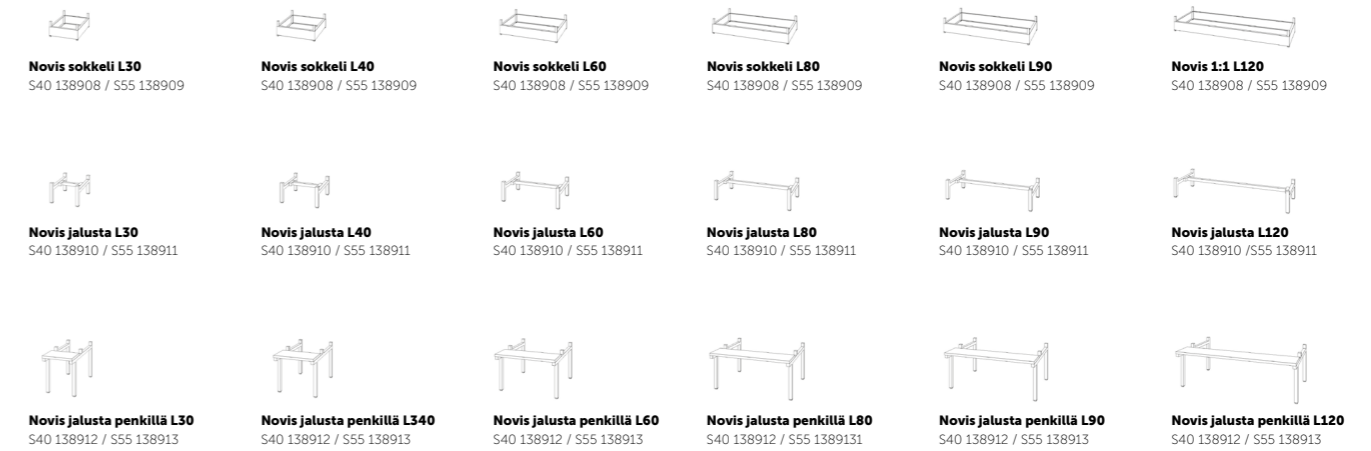 Novis sokkeli L30
S40 138908 / S55 138909
Novis sokkeli L40
S40 138908 / S55 138909
Novis sokkeli L60
S40 138908 / S55 138909
Novis sokkeli L80
S40 138908 / S55 138909
Novis sokkeli L90
S40 138908 / S55 138909
Novis 1:1 L120
S40 138908 / S55 138909
Novis jalusta L30
S40 138910 / S55 138911
Novis jalusta L40
S40 138910 / S55 138911
Novis jalusta L60
S40 138910 / S55 138911
Novis jalusta L80
S40 138910 / S55 138911
Novis jalusta L90
S40 138910 / S55 138911
Novis jalusta L120
S40 138910 /S55 138911
Novis jalusta penkillä L30
S40 138912 / S55 138913
Novis jalusta penkillä L340
S40 138912 / S55 138913
Novis jalusta penkillä L60
S40 138912 / S55 138913
Novis jalusta penkillä L80
S40 138912 / S55 1389131
Novis jalusta penkillä L90
S40 138912 / S55 138913
Novis jalusta penkillä L120
S40 138912 / S55 138913